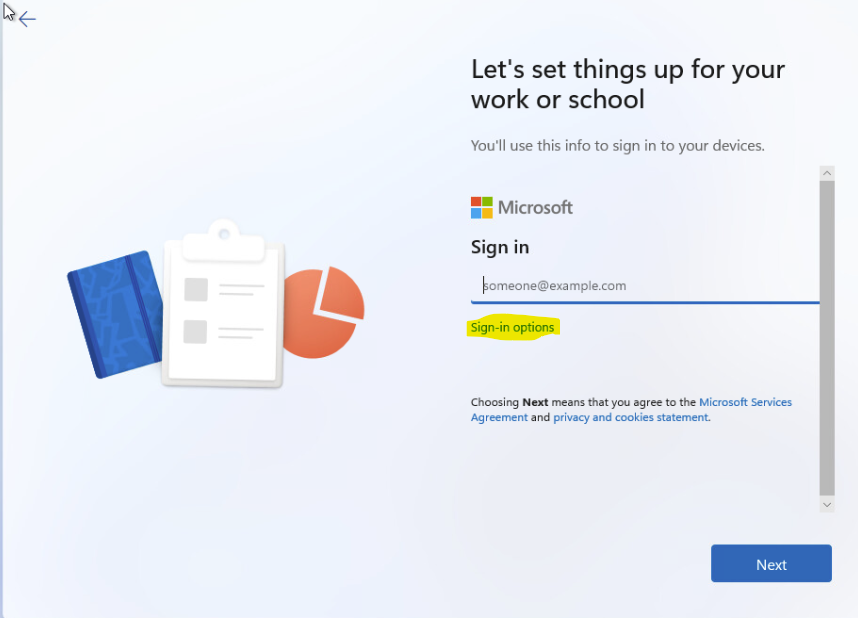 Let's set things up for your
work or school
You'll use this info to sign in to your devices.
Microsoft
Sign in
someone@example.com
Sign-in options
Choosing Next means that you agree to the Microsoft Services
Agreement and privacy and cookies statement.
Next